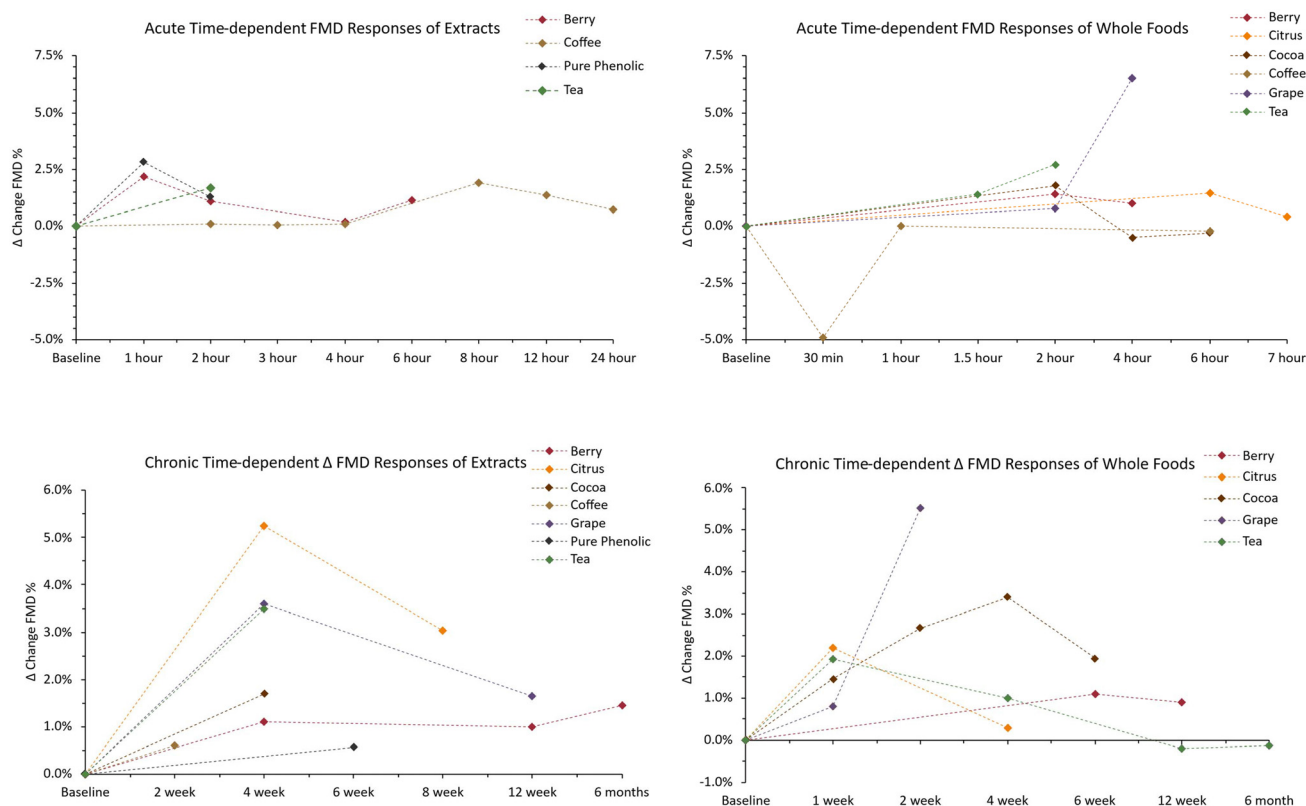 Acute Time-dependent FMD Responses of Extracts
Berry
Coffee
Pure Phenolic
Tea
7.5%
5.0%
2.5%
0.0%
-2.5%
-5.0%
Δ Change FMD %
Baseline 1 hour 2 hour 3 hour 4 hour 6 hour 8 hour 12 hour 24 hour
Acute Time-dependent FMD Responses of Whole Foods
Berry
Citrus
Cocoa
Coffee
Grape
Tea
7.5%
5.0%
2.5%
0.0%
-2.5%
-5.0%
Δ Change FMD %
Baseline 30 min 1 hour 1.5 hour 2 hour 4 hour 6 hour 7 hour
Chronic Time-dependent Δ FMD Responses of Extracts
Berry
Citrus
Cocoa
Coffee
Grape
Pure Phenolic
Tea
6.0%
5.0%
4.0%
3.0%
2.0%
1.0%
0.0%
Δ Change FMD %
Baseline 2 week 4 week 6 week 8 week 12 week 6 months
Chronic Time-dependent Δ FMD Responses of Whole Foods
Berry
Citrus
Cocoa
Grape
Tea
6.0%
5.0%
4.0%
3.0%
2.0%
1.0%
0.0%
-1.0%
Δ Change FMD %
Baseline 1 week 2 week 4 week 6 week 12 week 6 month